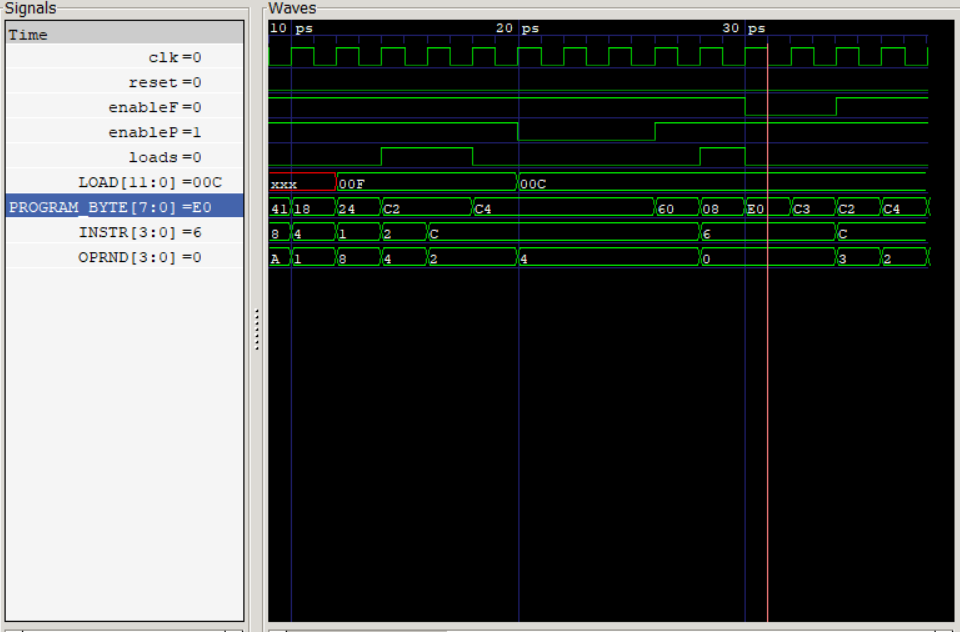 Signals
Waves
Time
10 ps 20 ps 30 ps
clk=0
reset=0
enableF=0
enableP=1
loads=0
LOAD[11:0]=00C xxx 00F 00C
PROGRAM_BYTE[7:0]=E0 41 18 24 C2 C4 60 08 E0 C3 C2 C4
INSTR[3:0]=6 8 4 1 2 C 6 C
OPRND[3:0]=0 A 1 8 4 2 4 0 3 2